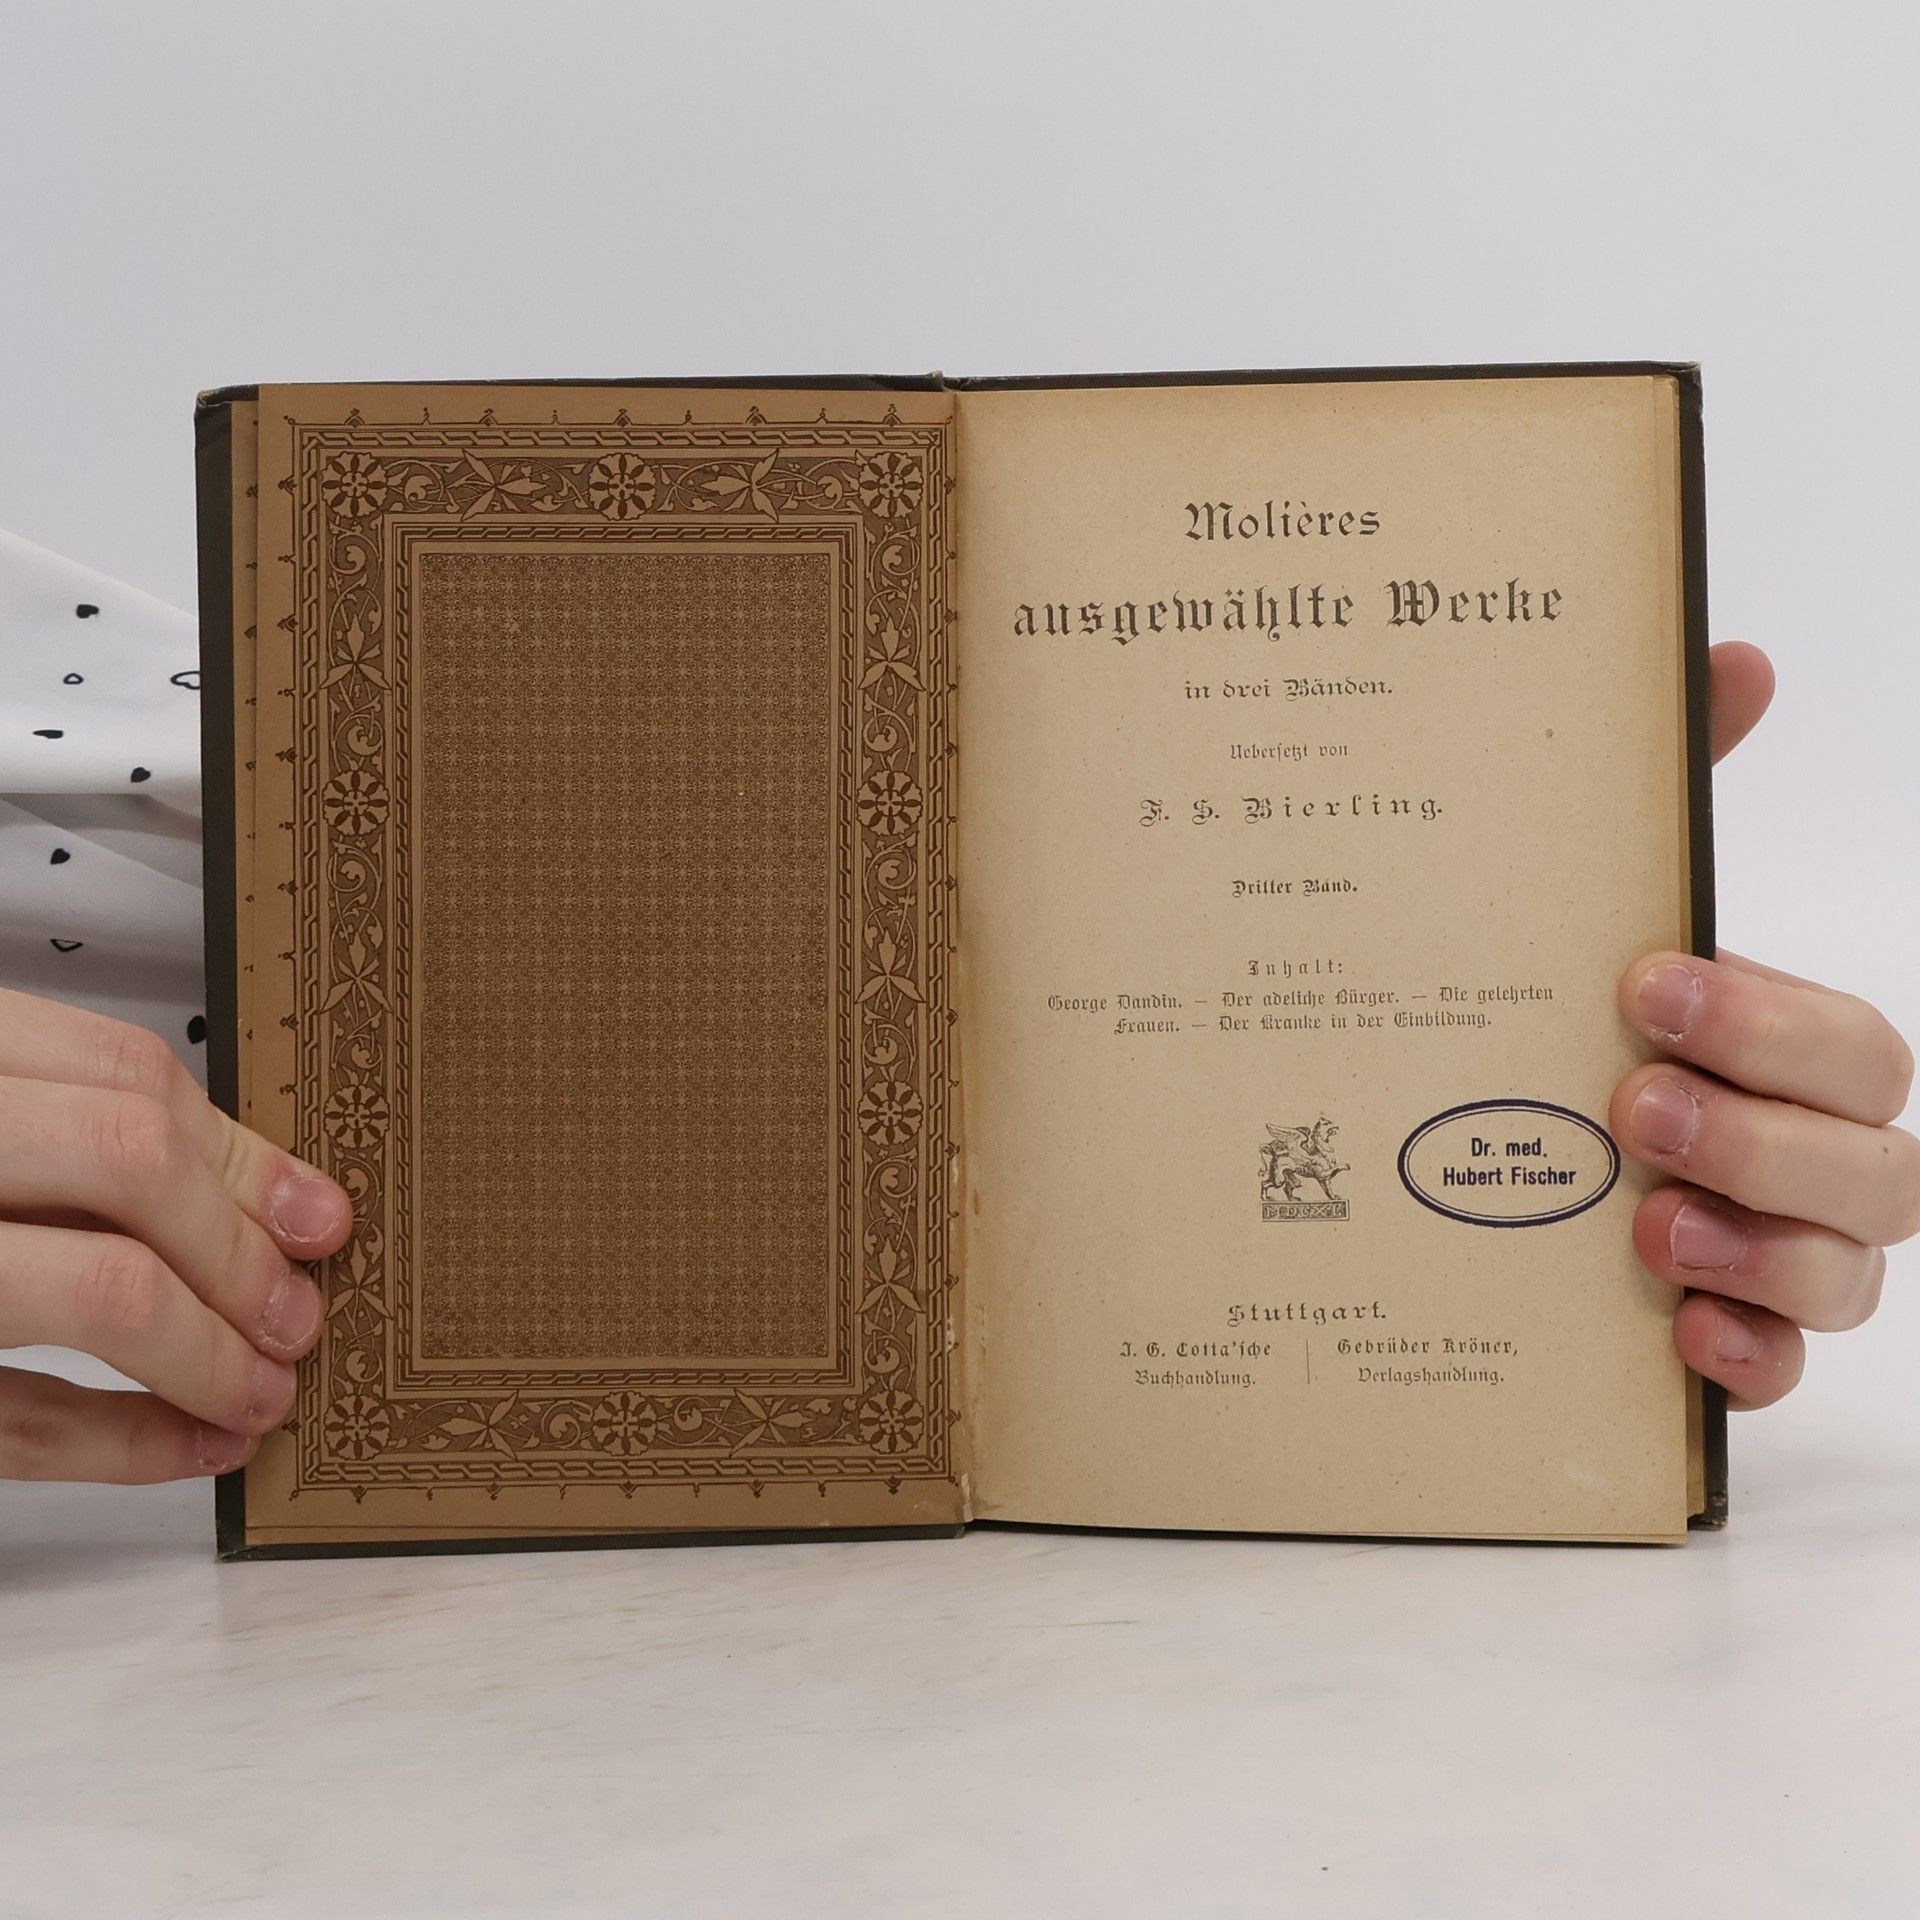 Molières
ausgewählte Werke
in drei Bänden.
Uebersetzt von
F. S. Bierling.
Dritter Band.
Inhalt:
George Dandin. — Der adeliche Bürger. — Die gelehrten
Frauen. — Der Kranke in der Einbildung.
MDCXL
Dr. med.
Hubert Fischer
Stuttgart.
J. G. Cotta'sche
Buchhandlung.
Gebrüder Kröner,
Verlagshandlung.